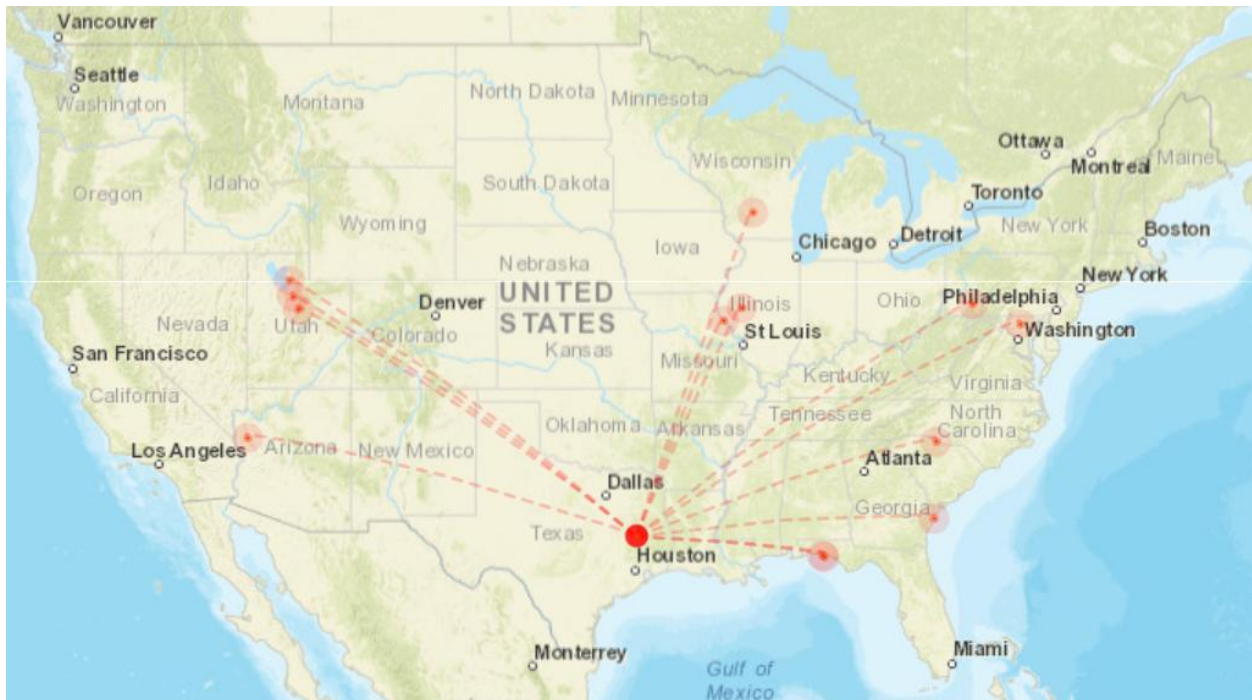 Vancouver
Seattle
Washington
Montana
North Dakota
Minnesota
Ottawa
Montreal
Maine
Oregon
Idaho
South Dakota
Wisconsin
Toronto
Wyoming
New York
Boston
Iowa
Chicago
Detroit
Nebraska
New York
UNITED
STATES
Denver
Illinois
Ohio
Philadelphia
Nevada
Utah
Colorado
St Louis
Washington
San Francisco
Kansas
Missouri
Kentucky
Virginia
California
Oklahoma
Arkansas
Tennessee
North
Carolina
Los Angeles
Arizona
New Mexico
Atlanta
Dallas
Georgia
Texas
Houston
Monterrey
Miami
Gulf of
Mexico